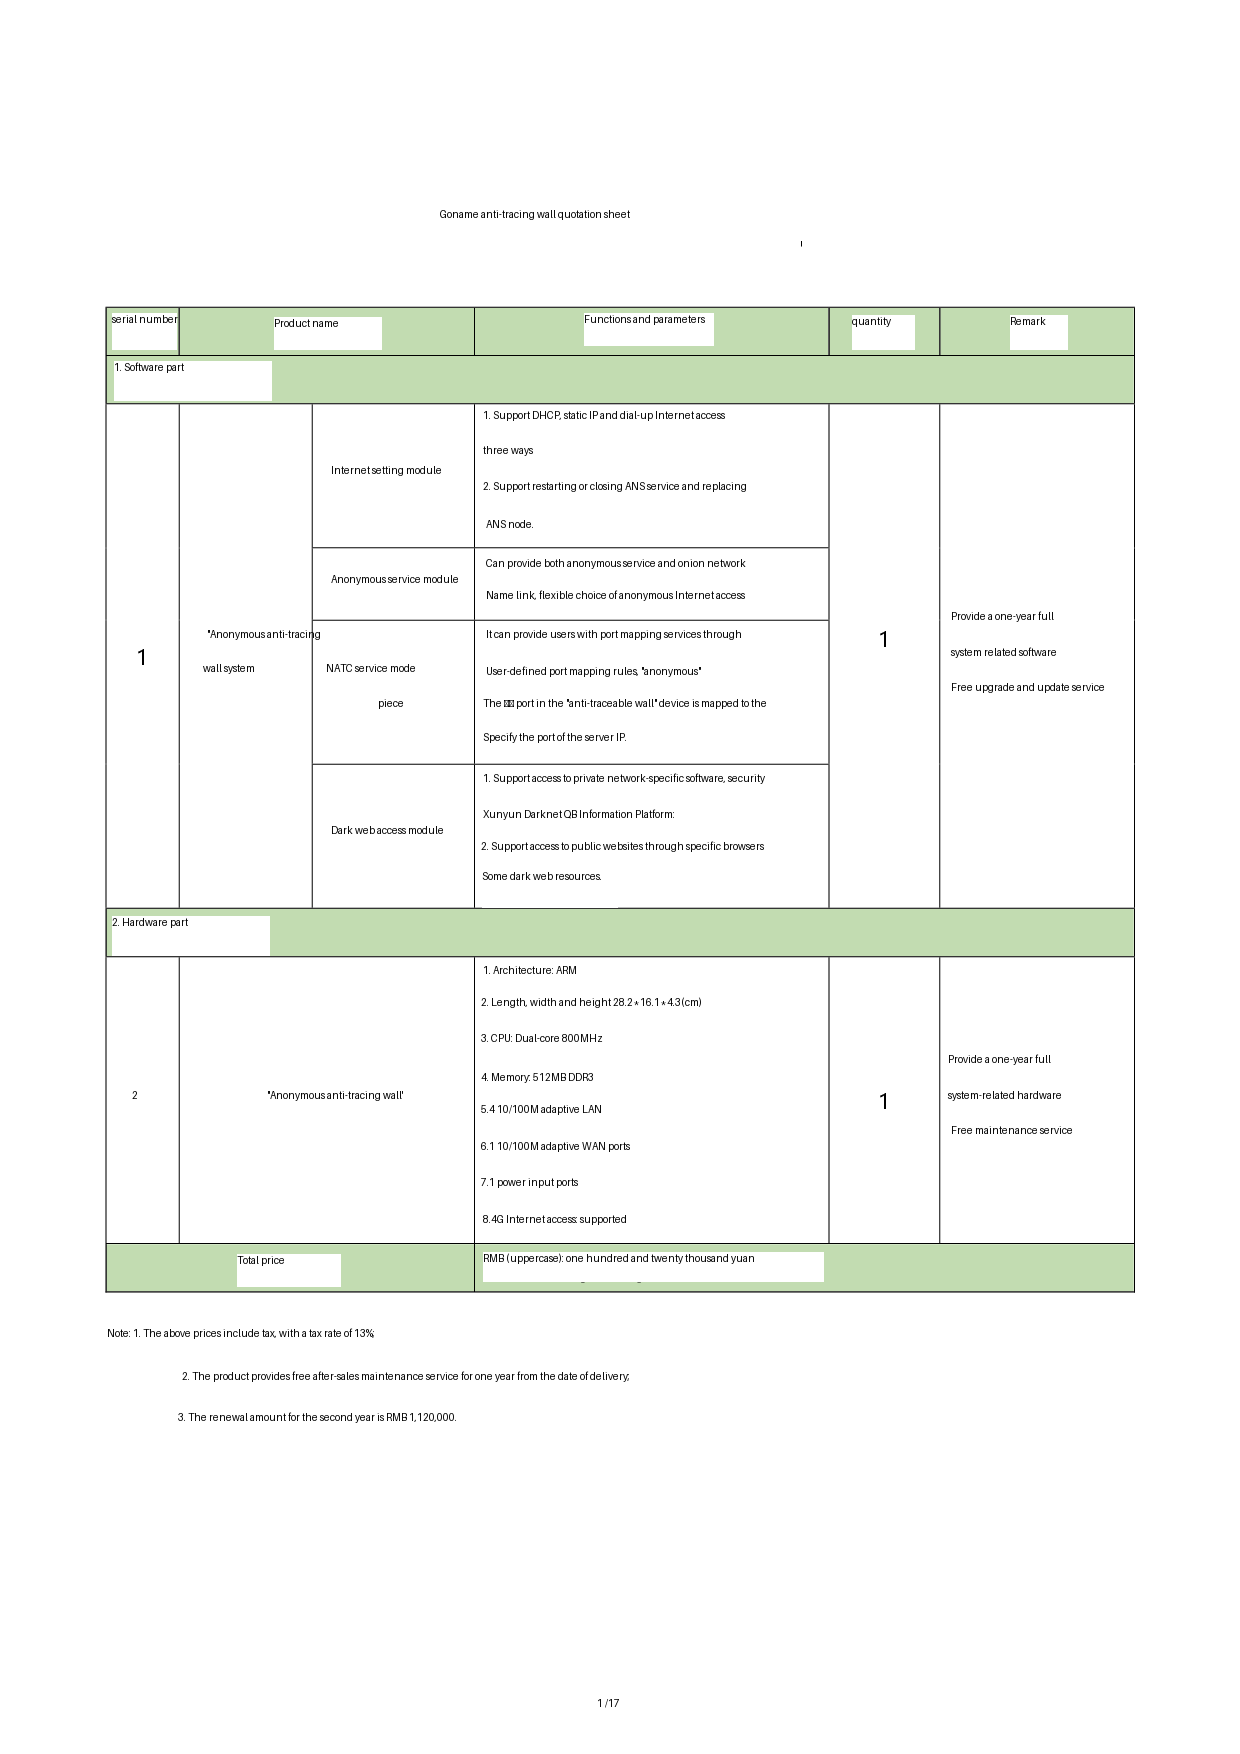 Goname anti-tracing wall quotation sheet
serial number
Product name
Functions and parameters
quantity
Remark
1. Software part
1
"Anonymous anti-tracing
wall system
Internet setting module
1. Support DHCP, static IP and dial-up Internet access
three ways
2. Support restarting or closing ANS service and replacing
ANS node.
Anonymous service module
Can provide both anonymous service and onion network
Name link, flexible choice of anonymous Internet access
NATC service mode
piece
It can provide users with port mapping services through
User-defined port mapping rules, "anonymous"
The port in the "anti-traceable wall" device is mapped to the
Specify the port of the server IP.
Dark web access module
1. Support access to private network-specific software, security
Xunyun Darknet QB Information Platform:
2. Support access to public websites through specific browsers
Some dark web resources.
1
Provide a one-year full
system related software
Free upgrade and update service
2. Hardware part
2
"Anonymous anti-tracing wall'
1. Architecture: ARM
2. Length, width and height 28.2*16.1*4.3(cm)
3. CPU: Dual-core 800MHz
4. Memory: 512MB DDR3
5.4 10/100M adaptive LAN
6.1 10/100M adaptive WAN ports
7.1 power input ports
8.4G Internet access: supported
1
Provide a one-year full
system-related hardware
Free maintenance service
Total price
RMB (uppercase): one hundred and twenty thousand yuan
Note: 1. The above prices include tax, with a tax rate of 13%;
2. The product provides free after-sales maintenance service for one year from the date of delivery;
3. The renewal amount for the second year is RMB 1,120,000.
1 /17